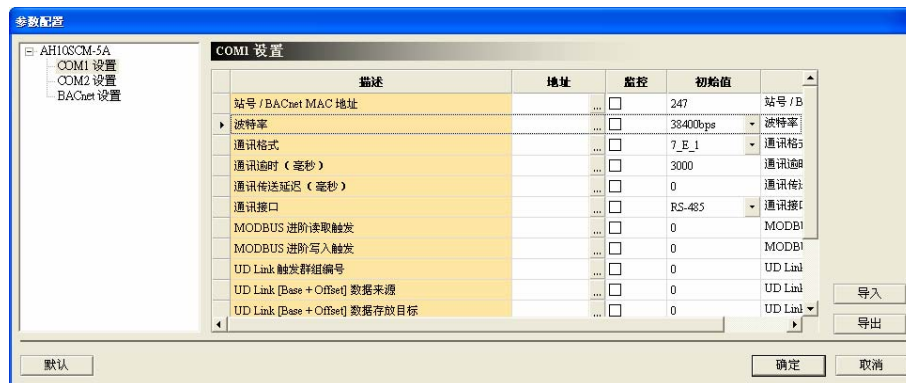 参数配置
AH10SCM-5A
COM1 设置
COM2 设置
BACnet 设置
COM1 设置
描述 地址 监控 初始值
站号 / BACnet MAC 地址 ... 247 站号 / B
波特率 ... 38400bps 波特率
通讯格式 ... 7_E_1 通讯格式
通讯逾时 ( 毫秒 ) ... 3000 通讯逾时
通讯传送延迟 ( 毫秒 ) ... 0 通讯传送
通讯接口 ... RS-485 通讯接口
MODBUS 进阶读取触发 ... 0 MODB
MODBUS 进阶写入触发 ... 0 MODB
UD Link 触发群组编号 ... 0 UD Link
UD Link [Base + Offset] 数据来源 ... 0 UD Link
UD Link [Base + Offset] 数据存放目标 ... 0 UD Link
导入
导出
默认 确定 取消